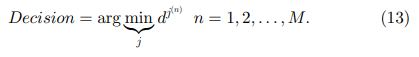 Decision = arg min_j d^{j^{(n)}} n = 1, 2, . . . , M. (13)